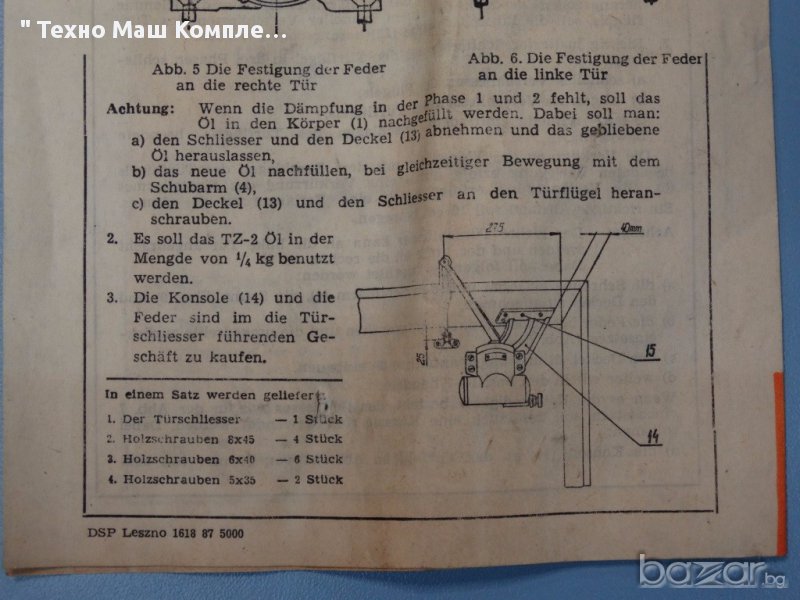 " Техно Маш Компле…"
Abb. 5 Die Festigung der Feder
an die rechte Tür
Abb. 6. Die Festigung der Feder
an die linke Tür
Achtung: Wenn die Dämpfung in der Phase 1 und 2 fehlt, soll das
Öl in den Körper (1) nachgefüllt werden. Dabei soll man:
a) den Schliesser und den Deckel (13) abnehmen und das gebliebene
Öl herauslassen,
b) das neue Öl nachfüllen, bei gleichzeitiger Bewegung mit dem
Schubarm (4),
c) den Deckel (13) und den Schliesser an den Türflügel heran-
schrauben.
2. Es soll das TZ-2 Öl in der
Mengde von 1/4 kg benutzt
werden.
3. Die Konsole (14) und die
Feder sind im die Tür-
schliesser führenden Ge-
schäft zu kaufen.
275
40mm
25
15
14
In einem Satz werden geliefert:
1. Der Türschliesser — 1 Stück
2. Holzschrauben 8x45 — 4 Stück
3. Holzschrauben 6x40 — 6 Stück
4. Holzschrauben 5x35 — 2 Stück
DSP Leszno 1618 87 5000
bazar.bg